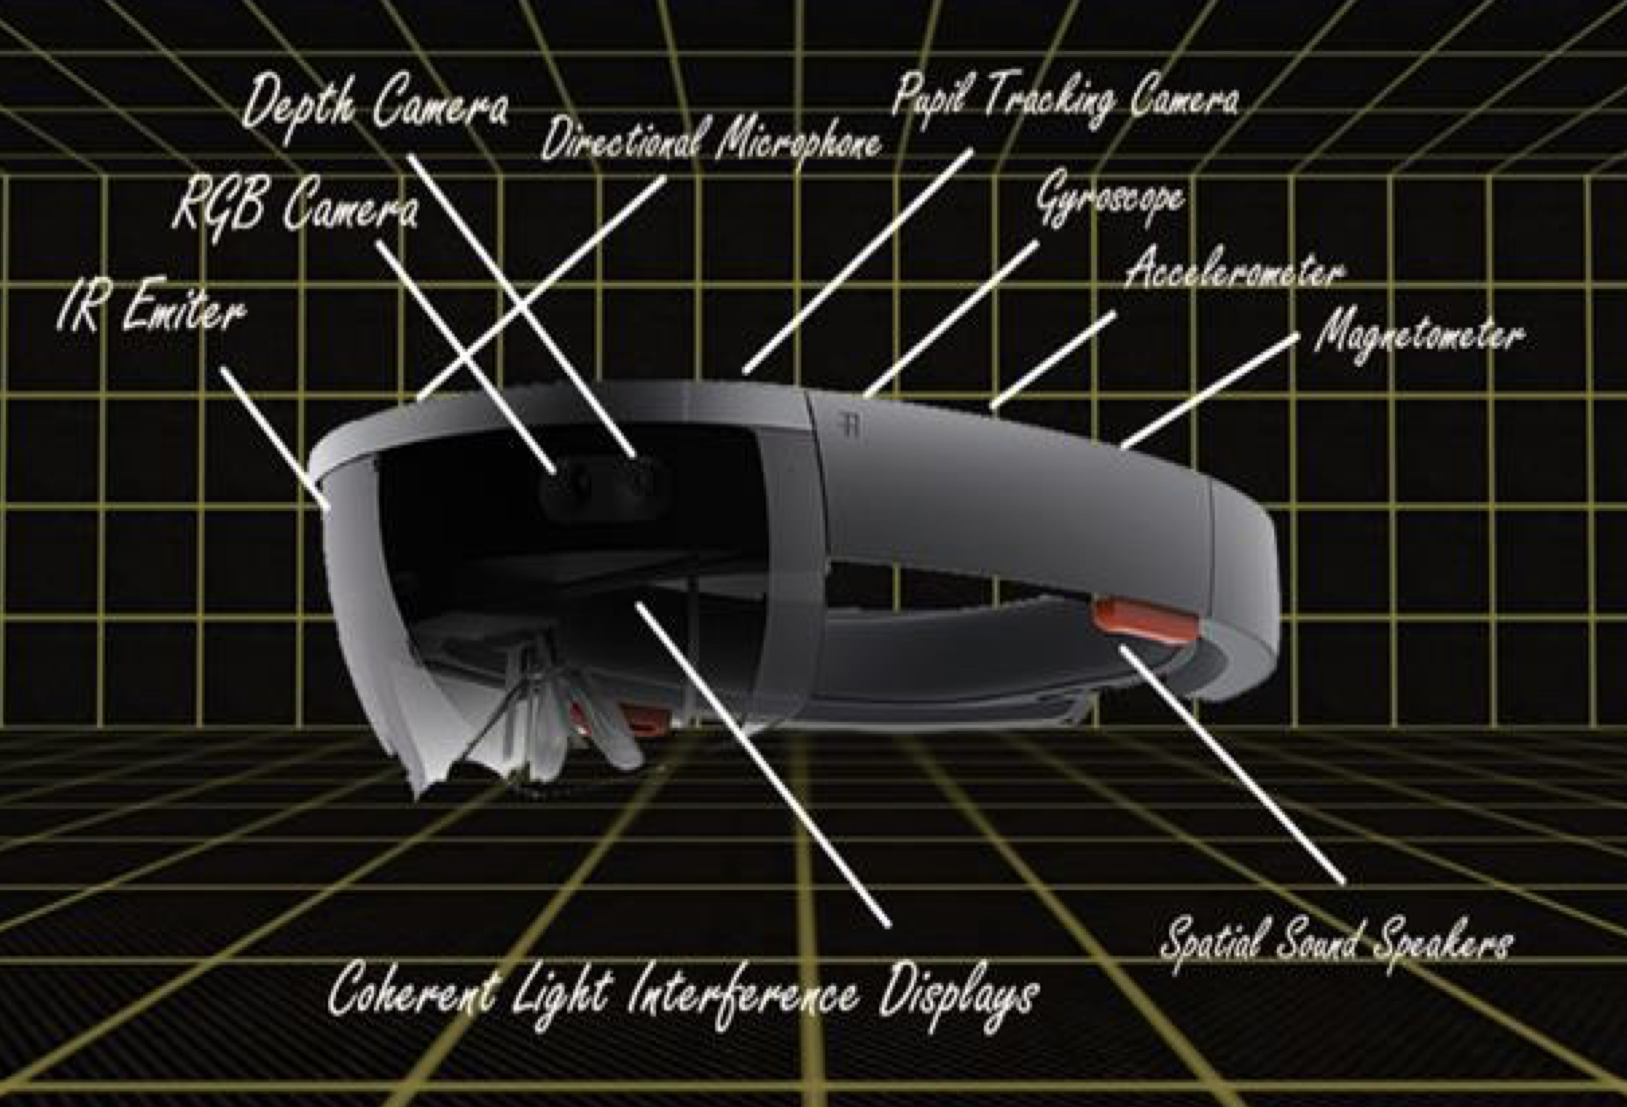 Depth Camera
Pupil Tracking Camera
Directional Microphone
RGB Camera
Gyroscope
Accelerometer
IR Emiter
Magnetometer
Spatial Sound Speakers
Coherent Light Interference Displays